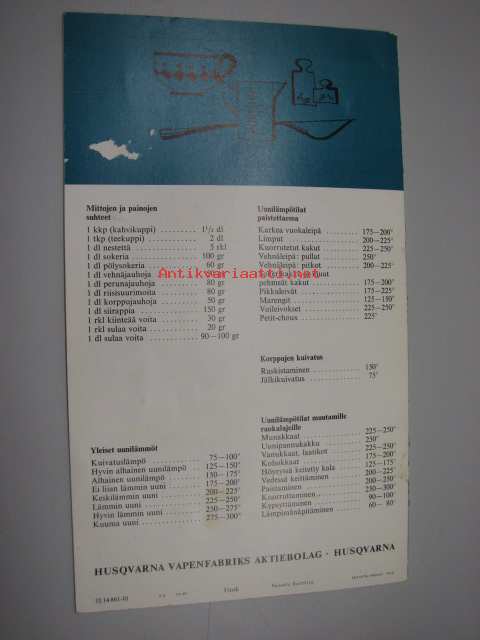 Mittojen ja painojen
suhteet
1 kkp (kahvikuppi) 1½ dl
1 tkp (teekuppi) 2 dl
1 dl nestettä 5 rkl
1 dl sokeria 100 gr
1 dl pölysokeria 60 gr
1 dl vehnäjauhoja gr
1 dl perunajauhoja 80 gr
1 dl riisisuurimoita 80 gr
1 dl korppujauhoja 50 gr
1 dl siirappia 150 gr
1 rkl kiinteää voita 30 gr
1 rkl sulaa voita 20 gr
1 dl sulaa voita 90—100 gr
Yleiset uunilämmöt
Kuivatuslämpö 75—100°
Hyvin alhainen uunilämpö 125—150°
Alhainen uunilämpö 150—175°
Ei liian lämmin uuni 175—200°
Keskilämmin uuni 200—225°
Lämmin uuni 225—250°
Hyvin lämmin uuni 250—275°
Kuuma uuni 275—300°
Uunilämpötilat
paistettaessa
Karkea vuokaleipä 175—200°
Limput 200—225°
Kuorrutetut kakut 225—250°
Vehnäleipä: pullat 250°
Vehnäleipä: pitkot 200—225°
pehmeät kakut 175—200°
Pikkuleivät 175—225°
Marengit 125—150°
Voileivokset 225—250°
Petit-chous 225°
Korppujen kuivatus
Ruskistaminen 150°
Jälkikuivatus 75°
Uunilämpötilat muutamille
ruokalajeille
Munakkaat 225—250°
Uunipannukakku 250°
Vanukkaat, laatikot 225—250°
Kohokkaat 175—200°
Höyryssä keitetty kala 125—175°
Vedessä keittäminen 200—225°
Paistaminen 200—250°
Kuorruttaminen 250—300°
Kypsyttäminen 90—100°
Lämpimänäpitäminen 60—80°
Antikvariaatti.net
HUSQVARNA VAPENFABRIKS AKTIEBOLAG · HUSQVARNA
Finsk